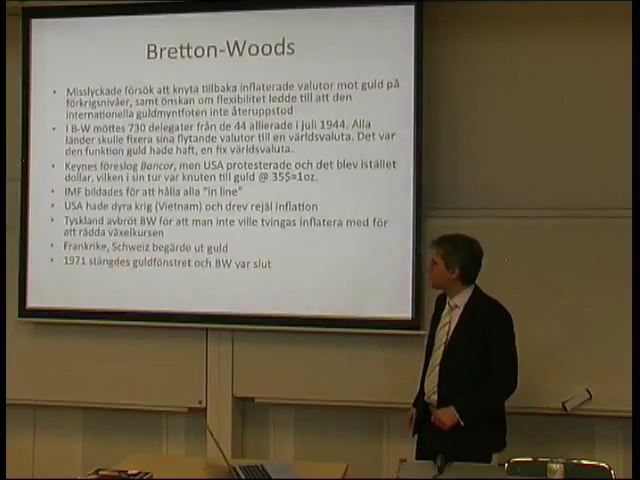 Bretton-Woods
• Misslyckade försök att knyta tillbaka inflaterade valutor mot guld på
förkrigsnivåer, samt önskan om flexibilitet ledde till att den
internationella guldmyntfoten inte återuppstod
• I B-W möttes 730 delegater från de 44 allierade i juli 1944. Alla
länder skulle fixera sina flytande valutor till en världsvaluta. Det var
den funktion guld hade haft, en fix världsvaluta.
• Keynes föreslog Bancor, men USA protesterade och det blev istället
dollar, vilken i sin tur var knuten till guld @ 35$=1oz.
• IMF bildades för att hålla alla "in line"
• USA hade dyra krig (Vietnam) och drev rejäl inflation
• Tyskland avbröt BW för att man inte ville tvingas inflatera med för
att rädda växelkursen
• Frankrike, Schweiz begärde ut guld
• 1971 stängdes guldfönstret och BW var slut